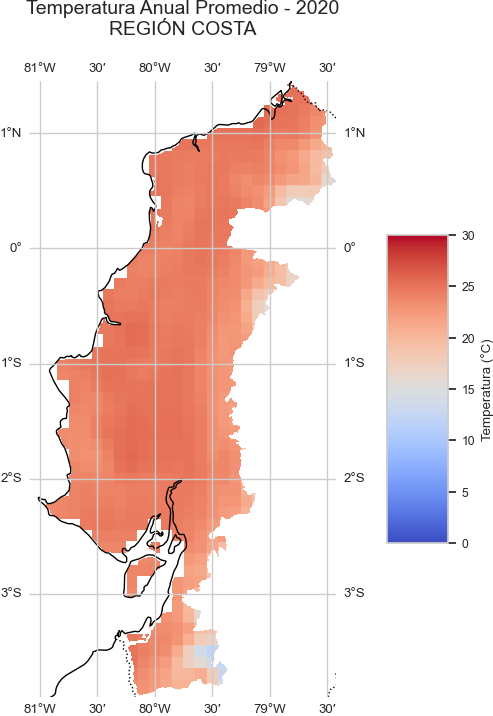 Temperatura Anual Promedio - 2020
REGIÓN COSTA
81°W 30′ 80°W 30′ 79°W 30′
1°N 1°N
0° 0°
1°S 1°S
2°S 2°S
3°S 3°S
81°W 30′ 80°W 30′ 79°W 30′
30
25
20
15
10
5
0
Temperatura (°C)